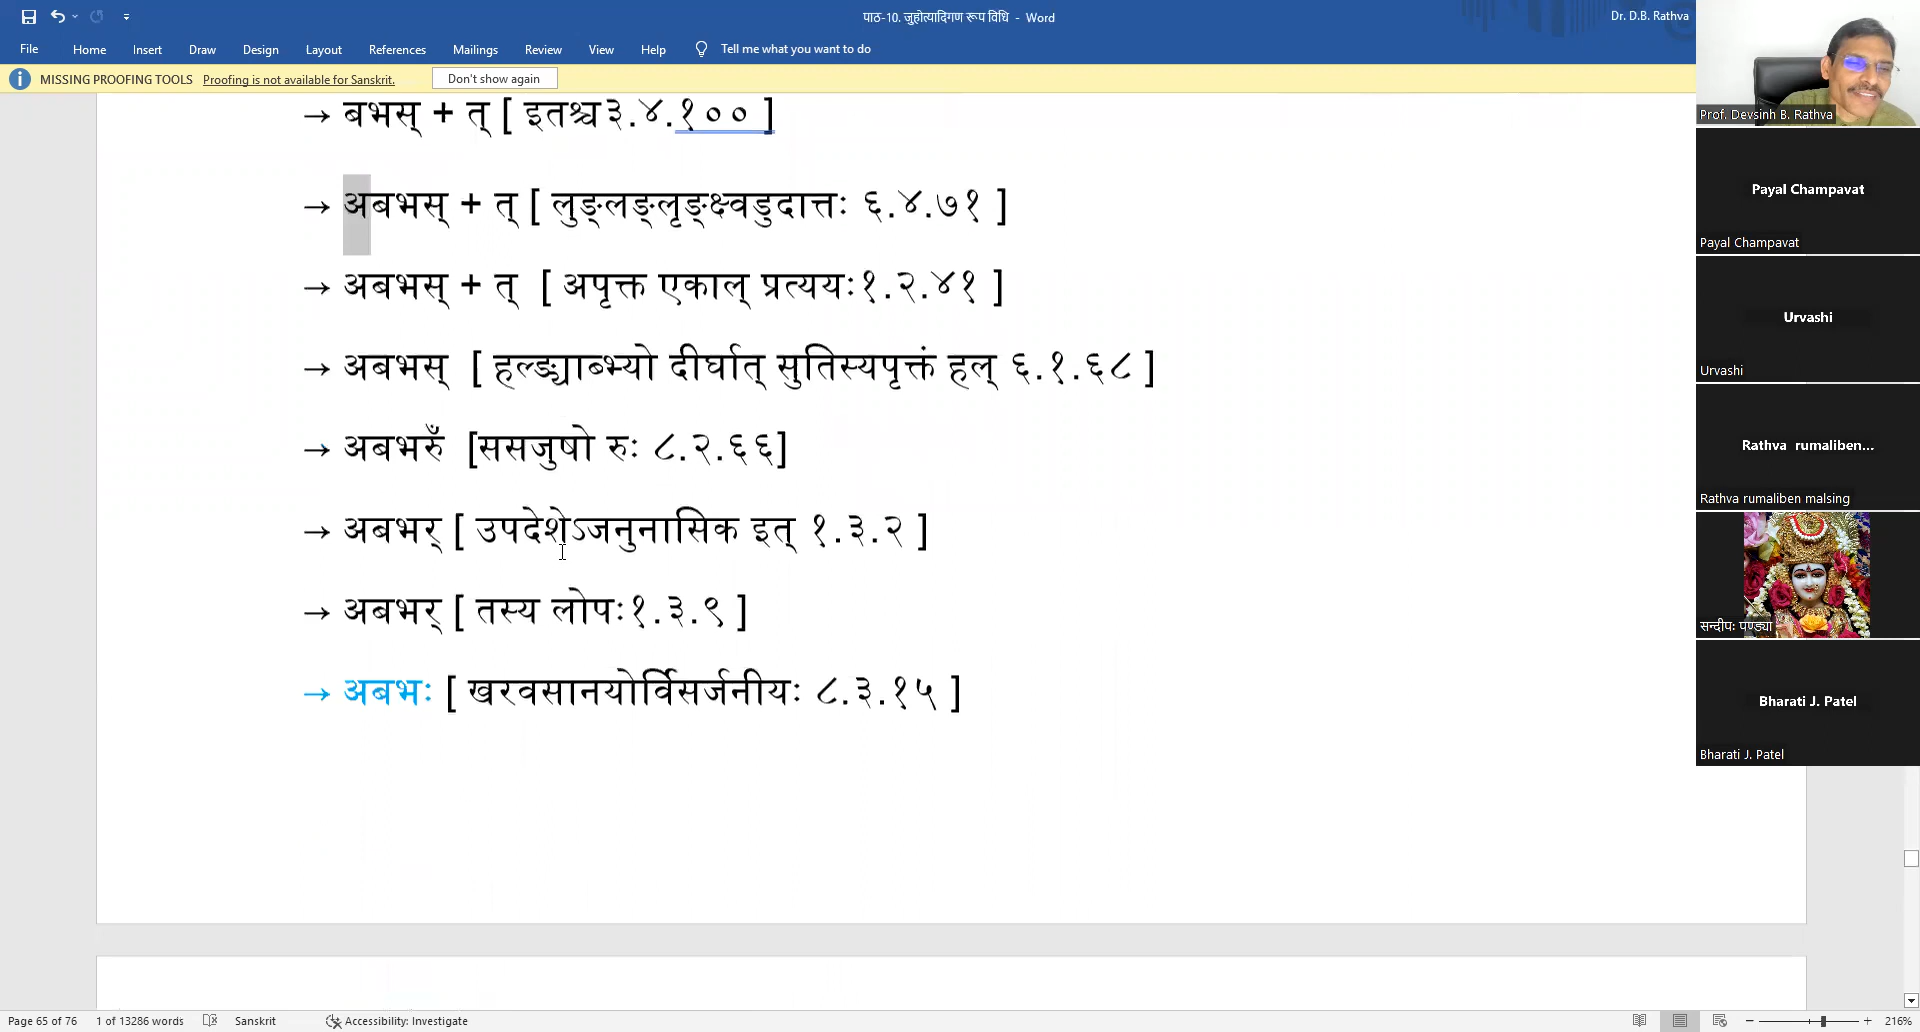 पाठ-10. जुहोत्यादिगण रूप विधि - Word
Dr. D.B. Rathva
File Home Insert Draw Design Layout References Mailings Review View Help Tell me what you want to do
MISSING PROOFING TOOLS Proofing is not available for Sanskrit. Don't show again
→ बभस् + त् [ इतश्च३.४.१०० ]
→ अबभस् + त् [ लुङ्लङ्लृङ्क्ष्वडुदात्तः ६.४.७१ ]
→ अबभस् + त् [ अपृक्त एकाल् प्रत्ययः१.२.४१ ]
→ अबभस् [ हल्ङ्याब्भ्यो दीर्घात् सुतिस्यपृक्तं हल् ६.१.६८ ]
→ अबभरुँ [ससजुषो रुः ८.२.६६]
→ अबभर् [ उपदेशेऽजनुनासिक इत् १.३.२ ]
→ अबभर् [ तस्य लोपः१.३.९ ]
→ अबभः [ खरवसानयोर्विसर्जनीयः ८.३.१५ ]
Prof. Devsinh B. Rathva
Payal Champavat
Payal Champavat
Urvashi
Urvashi
Rathva rumaliben...
Rathva rumaliben malsing
सन्दीपः पण्ड्या
Bharati J. Patel
Bharati J. Patel
Page 65 of 76 1 of 13286 words Sanskrit Accessibility: Investigate 216%